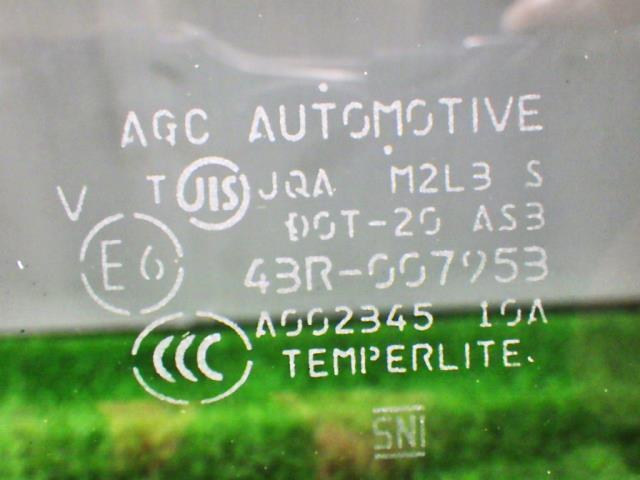 AGC AUTOMOTIVE
V T JIS JQA M2L3 S
DOT-20 AS3
E6 43R-007953
CCC A002345 10A
TEMPERLITE.
SNI